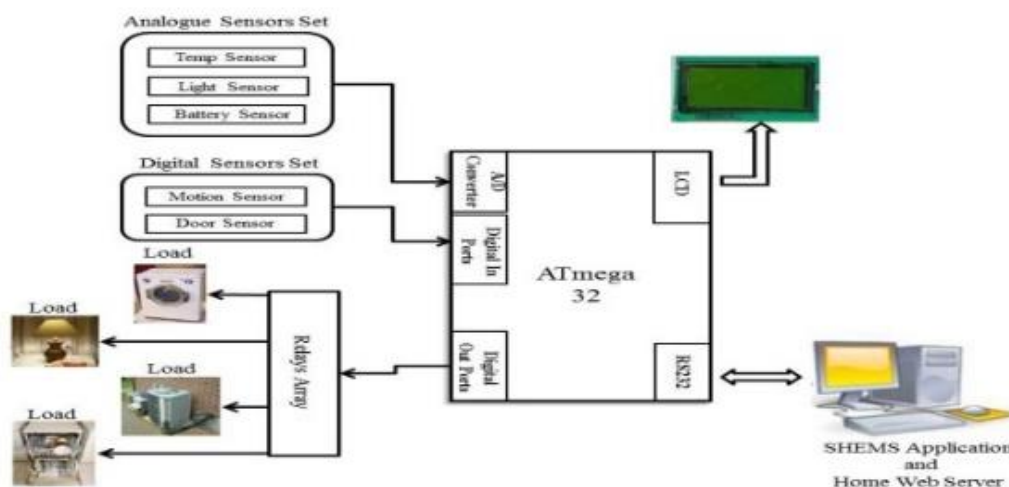 Analogue Sensors Set
Temp Sensor
Light Sensor
Battery Sensor
Digital Sensors Set
Motion Sensor
Door Sensor
A/D
Converter
Digital In
Ports
Digital
Out Ports
LCD
ATmega
32
RS232
Relays Array
Load
Load
Load
Load
SHEMS Application
and
Home Web Server